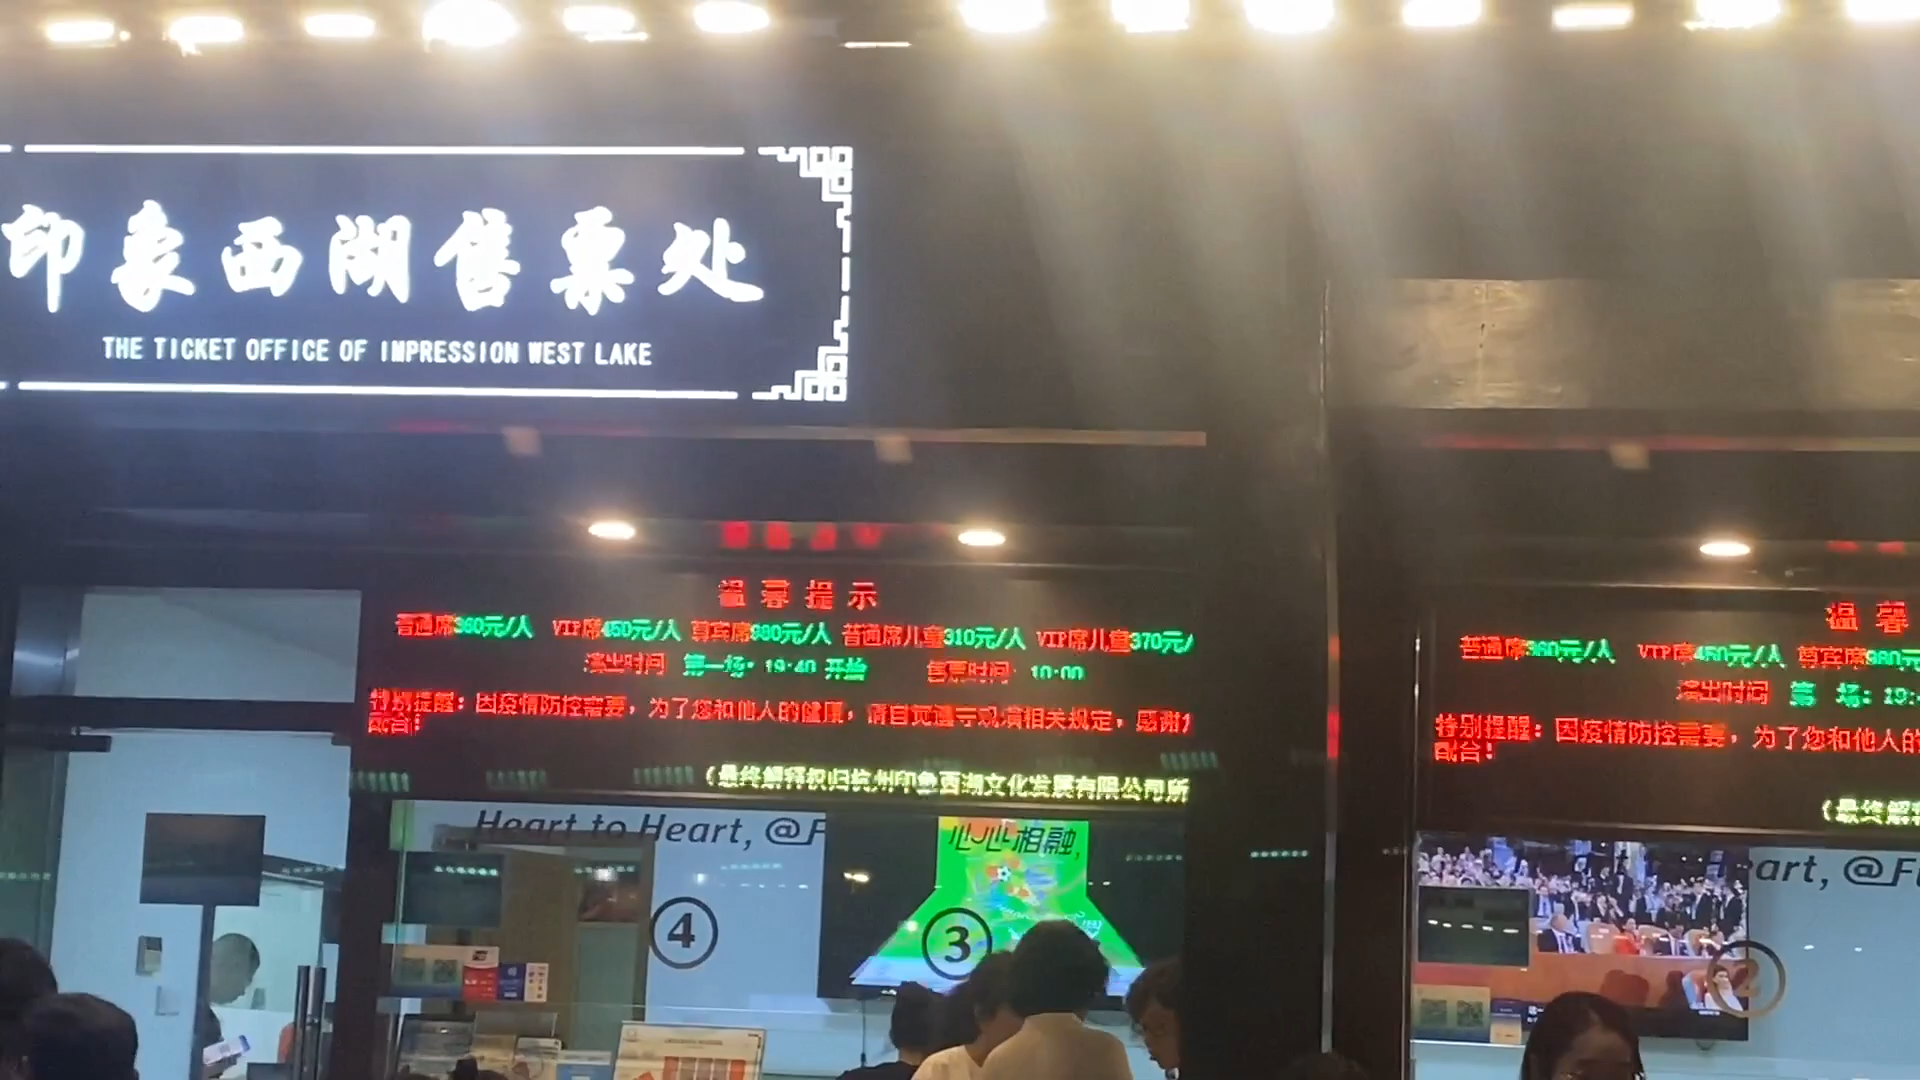 印象西湖售票处
THE TICKET OFFICE OF IMPRESSION WEST LAKE
温馨提示
普通席360元/人 VIP席450元/人 尊宾席980元/人 普通席儿童310元/人 VIP席儿童370元/
演出时间 第一场: 19:40 开始 售票时间: 10:00
特别提醒: 因疫情防控需要, 为了您和他人的健康, 请自觉遵守观演相关规定, 感谢
配合!
(最终解释权归杭州印象西湖文化发展有限公司所
Heart to Heart, @F
心心相融,
4
3
温馨
普通席360元/人 VIP席450元/人 尊宾席980元
演出时间 第 场: 19:
特别提醒: 因疫情防控需要, 为了您和他人的
配合!
(最终解释
art, @Fu
2